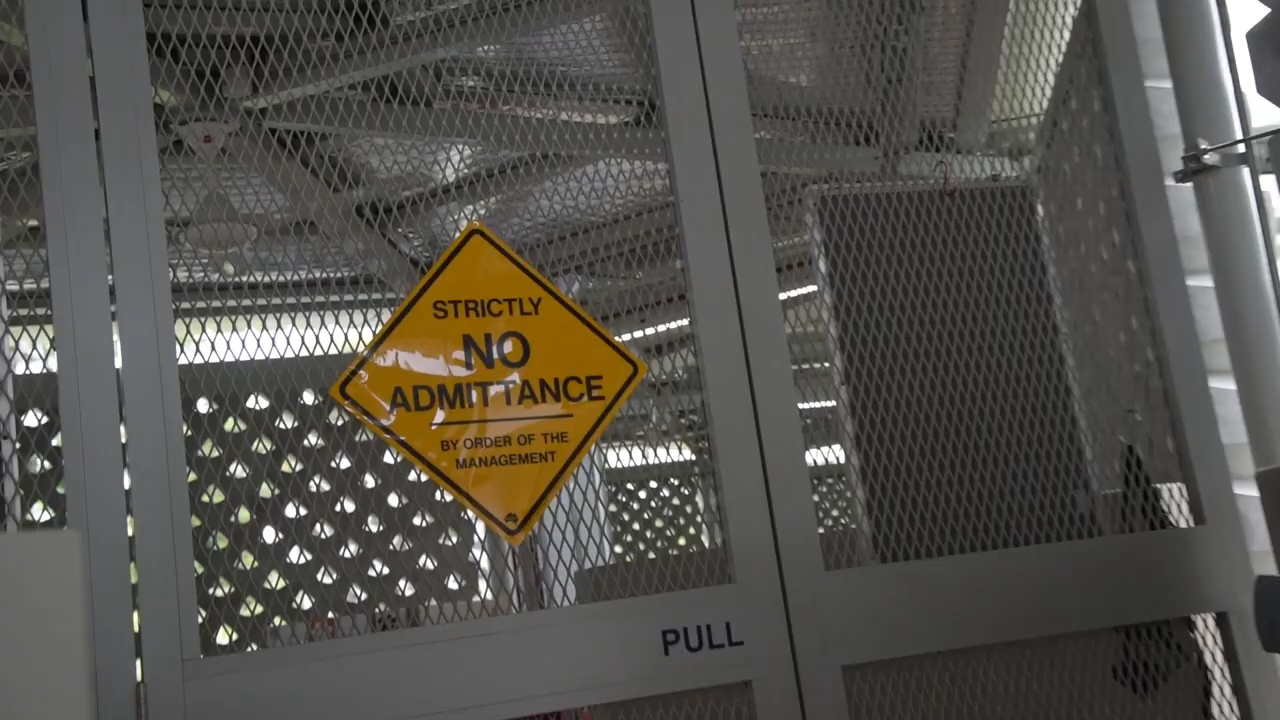 STRICTLY
NO
ADMITTANCE
BY ORDER OF THE
MANAGEMENT
PULL